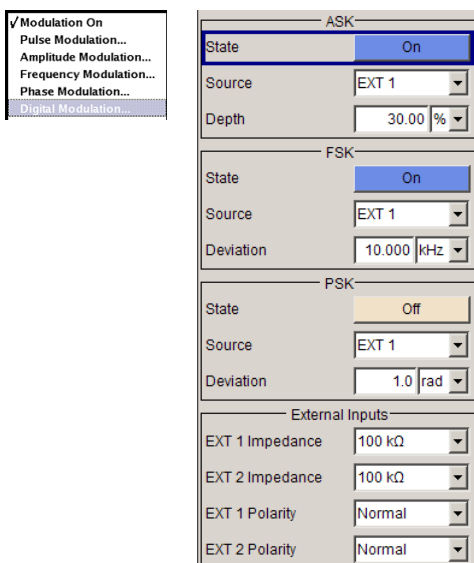 Modulation On
Pulse Modulation...
Amplitude Modulation...
Frequency Modulation...
Phase Modulation...
Digital Modulation...
ASK
State On
Source EXT 1
Depth 30.00 %
FSK
State On
Source EXT 1
Deviation 10.000 kHz
PSK
State Off
Source EXT 1
Deviation 1.0 rad
External Inputs
EXT 1 Impedance 100 kΩ
EXT 2 Impedance 100 kΩ
EXT 1 Polarity Normal
EXT 2 Polarity Normal